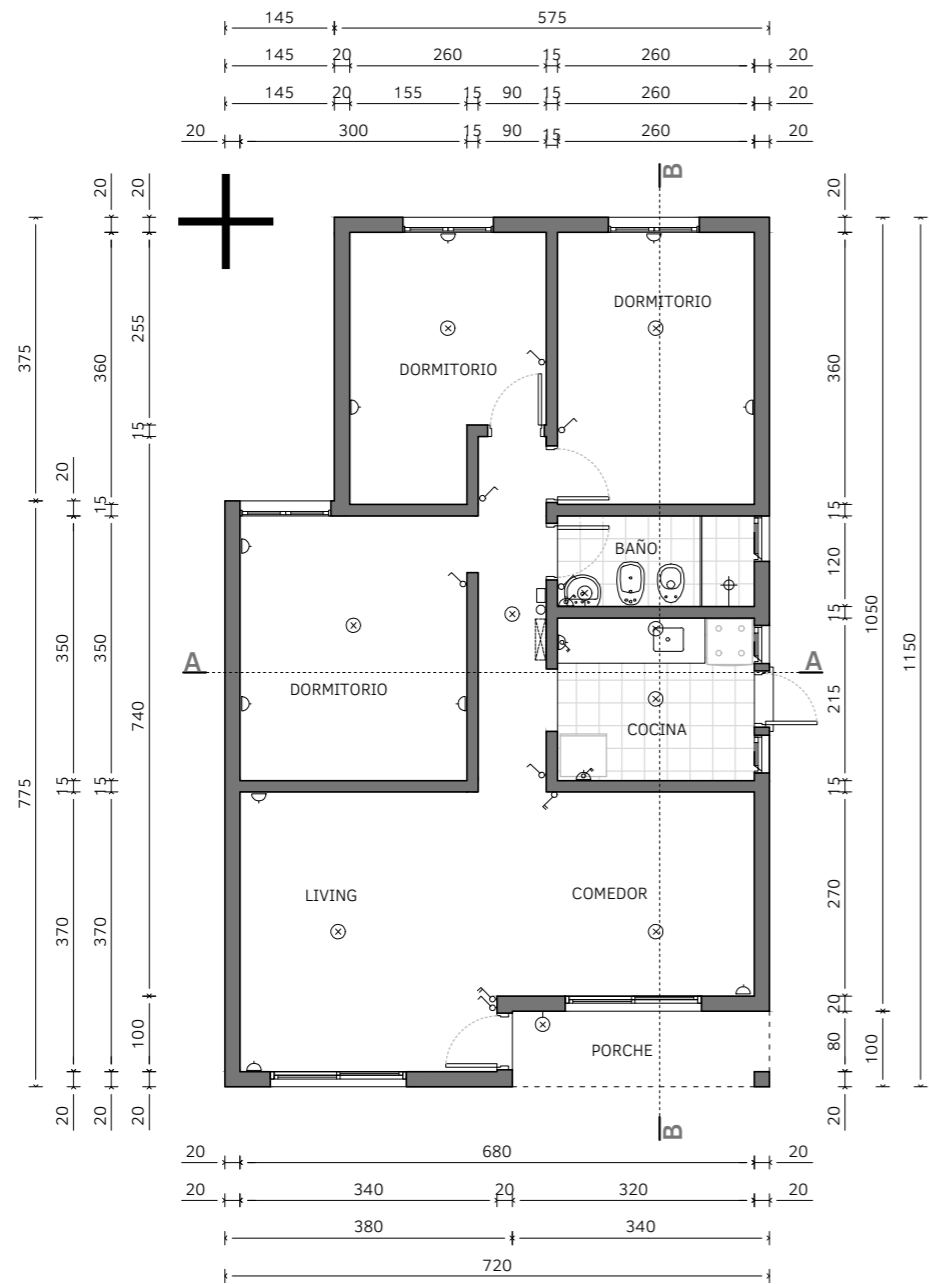 145 575
145 20 260 15 260 20
145 20 155 15 90 15 260 20
20 300 15 90 15 260 20
B
20 20 20
375 360 255 15 20 15
DORMITORIO
DORMITORIO
20 360 15
BAÑO
120 15
A A
350 350 740
DORMITORIO
COCINA
215 15
1050 1150
775 15 15
LIVING COMEDOR
370 370 100
270 20
PORCHE
80 100
20 20 20 20
B
20 680 20
20 340 20 320 20
380 340
720